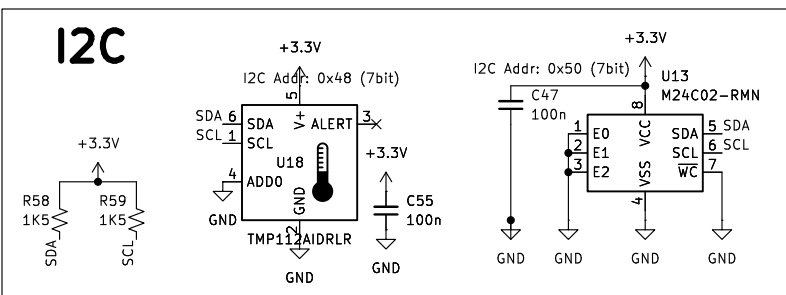 I2C
+3.3V
R58
1K5
R59
1K5
SDA
SCL
+3.3V
I2C Addr: 0x48 (7bit)
5
V+
SDA 6 SDA
SCL 1 SCL
ALERT 3
U18
4 ADD0
GND
GND
2
TMP112AIDRLR
GND
+3.3V
C55
100n
GND
+3.3V
I2C Addr: 0x50 (7bit)
U13
M24C02-RMN
C47
100n
8
VCC
1 E0
2 E1
3 E2
SDA 5 SDA
SCL 6 SCL
WC 7
VSS
4
GND
GND
GND
GND